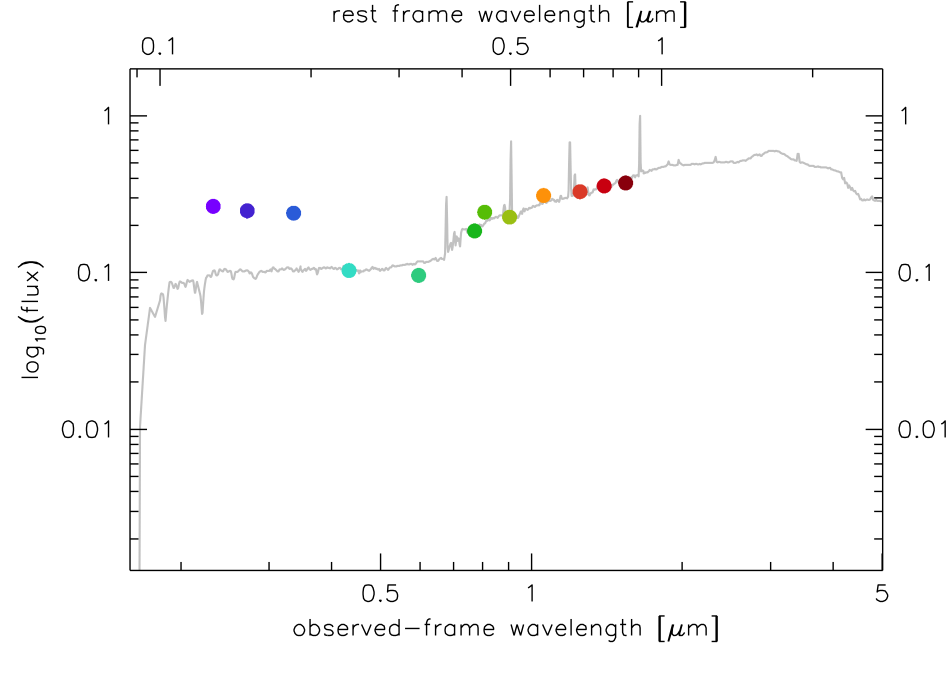 rest frame wavelength [μm]
0.1 0.5 1
1 1
0.1 0.1
0.01 0.01
log₁₀(flux)
0.5 1 5
observed-frame wavelength [μm]